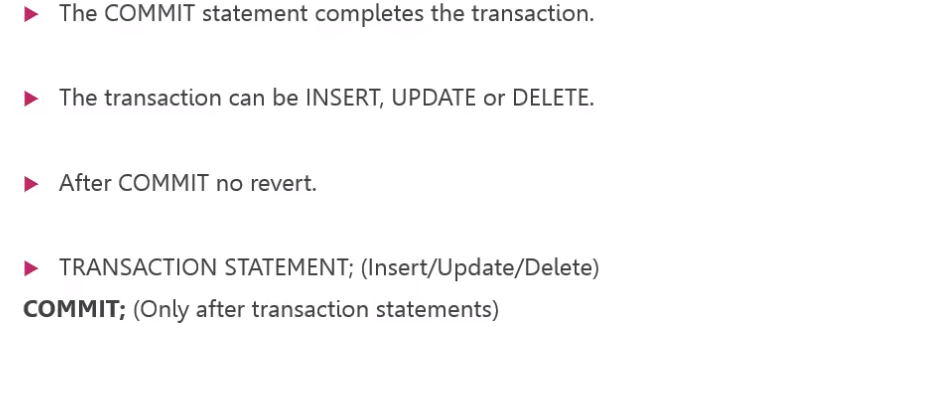 The COMMIT statement completes the transaction.
The transaction can be INSERT, UPDATE or DELETE.
After COMMIT no revert.
TRANSACTION STATEMENT; (Insert/Update/Delete)
COMMIT; (Only after transaction statements)